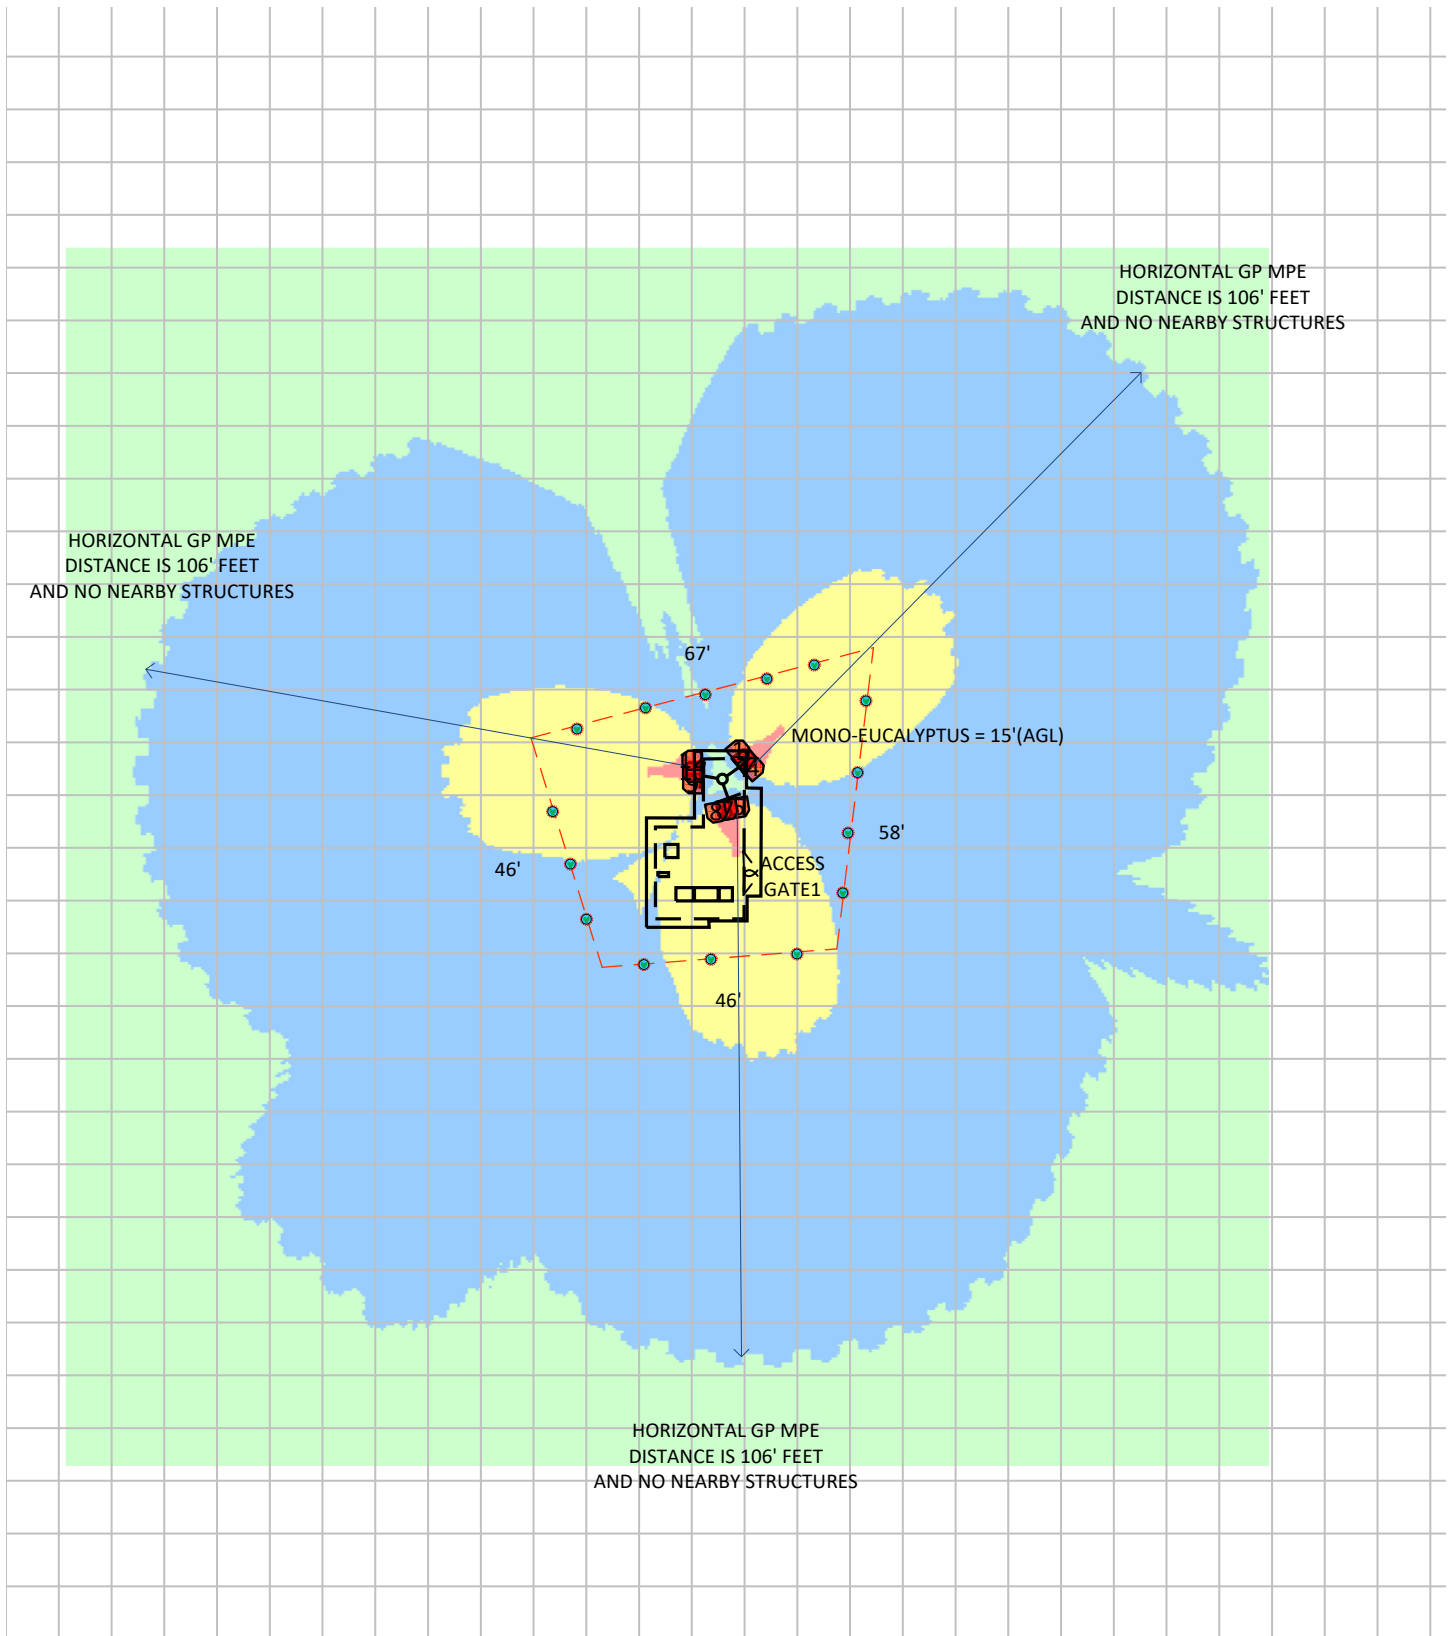 HORIZONTAL GP MPE
DISTANCE IS 106' FEET
AND NO NEARBY STRUCTURES
HORIZONTAL GP MPE
DISTANCE IS 106' FEET
AND NO NEARBY STRUCTURES
67'
MONO-EUCALYPTUS = 15'(AGL)
58'
46'
ACCESS
GATE1
46'
HORIZONTAL GP MPE
DISTANCE IS 106' FEET
AND NO NEARBY STRUCTURES